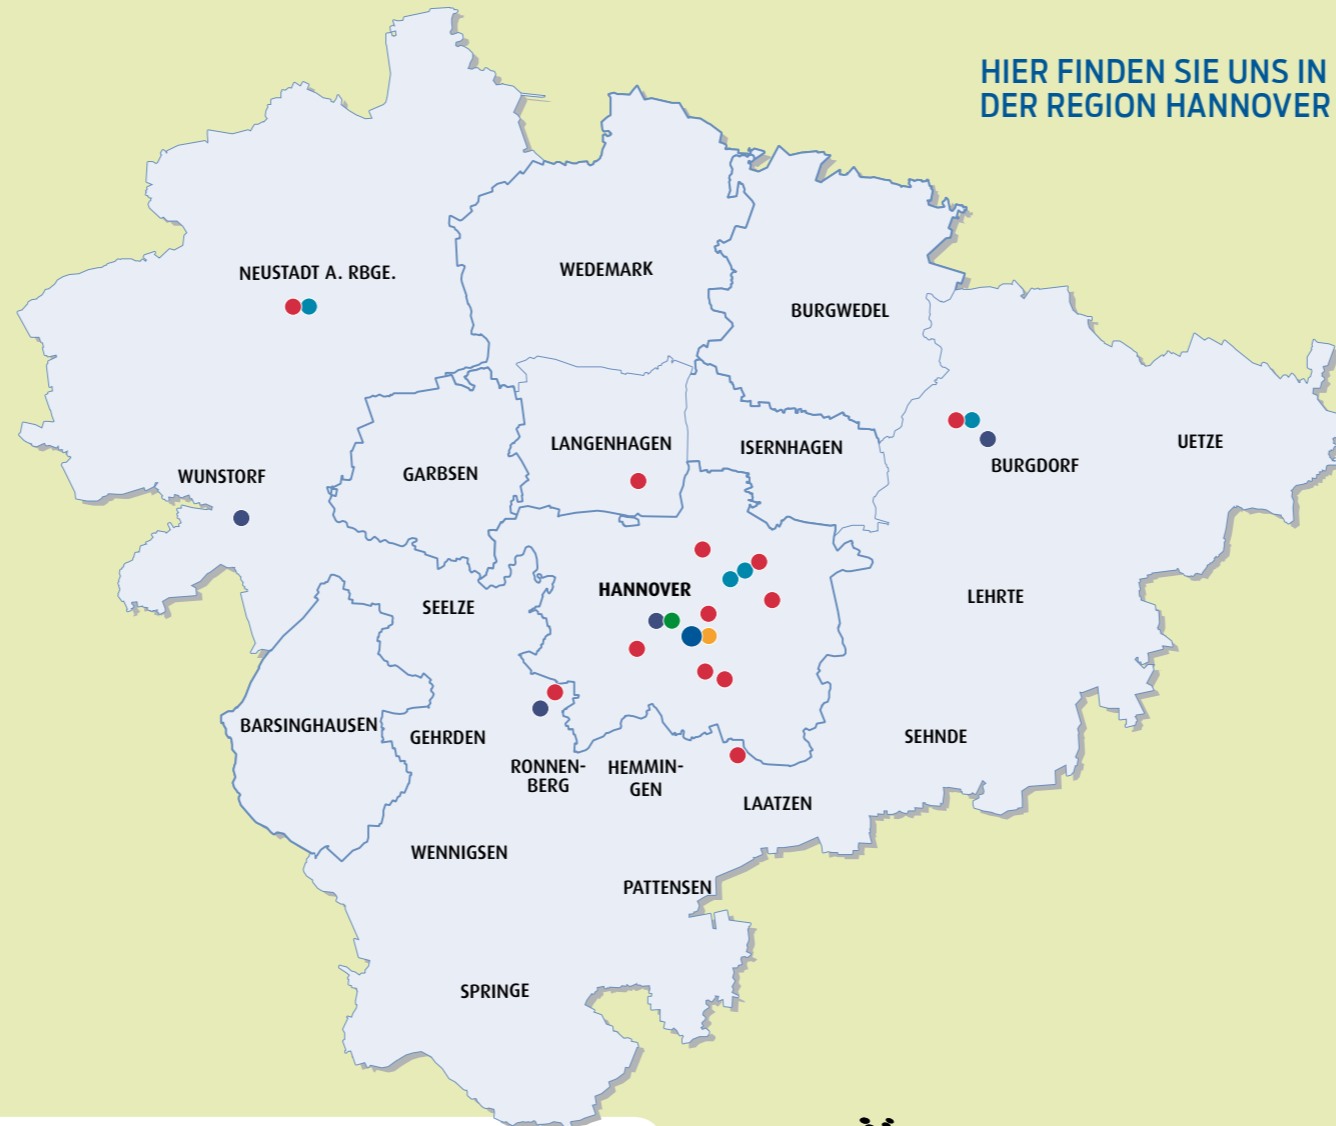 HIER FINDEN SIE UNS IN
DER REGION HANNOVER
NEUSTADT A. RBGE.
WEDEMARK
BURGWEDEL
LANGENHAGEN
ISERNHAGEN
UETZE
WUNSTORF
GARBSEN
BURGDORF
HANNOVER
SEELZE
LEHRTE
BARSINGHAUSEN
GEHRDEN
SEHNDE
RONNEN-
BERG
HEMMIN-
GEN
LAATZEN
WENNIGSEN
PATTENSEN
SPRINGE